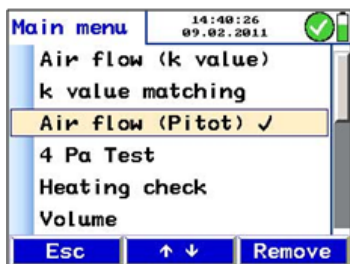 Main menu
14:40:26
09.02.2011
Air flow (k value)
k value matching
Air flow (Pitot) ✓
4 Pa Test
Heating check
Volume
Esc ↑ ↓ Remove